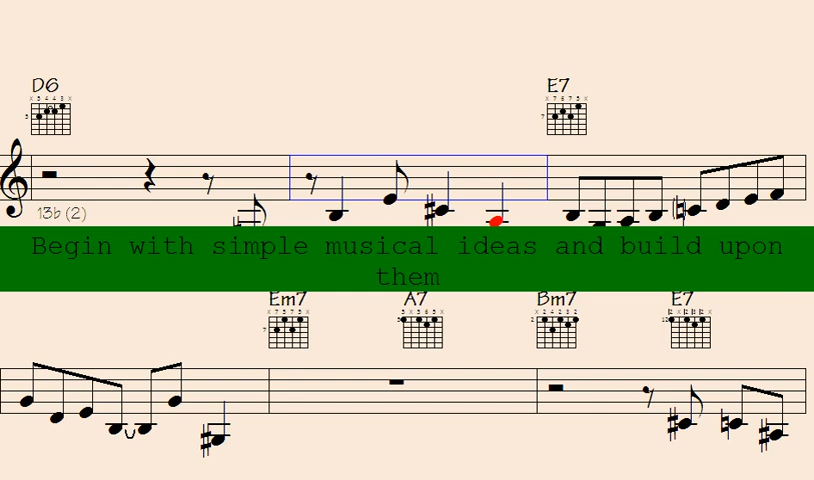 D6 E7
13b (2)
Begin with simple musical ideas and build upon
them
Em7 A7 Bm7 E7